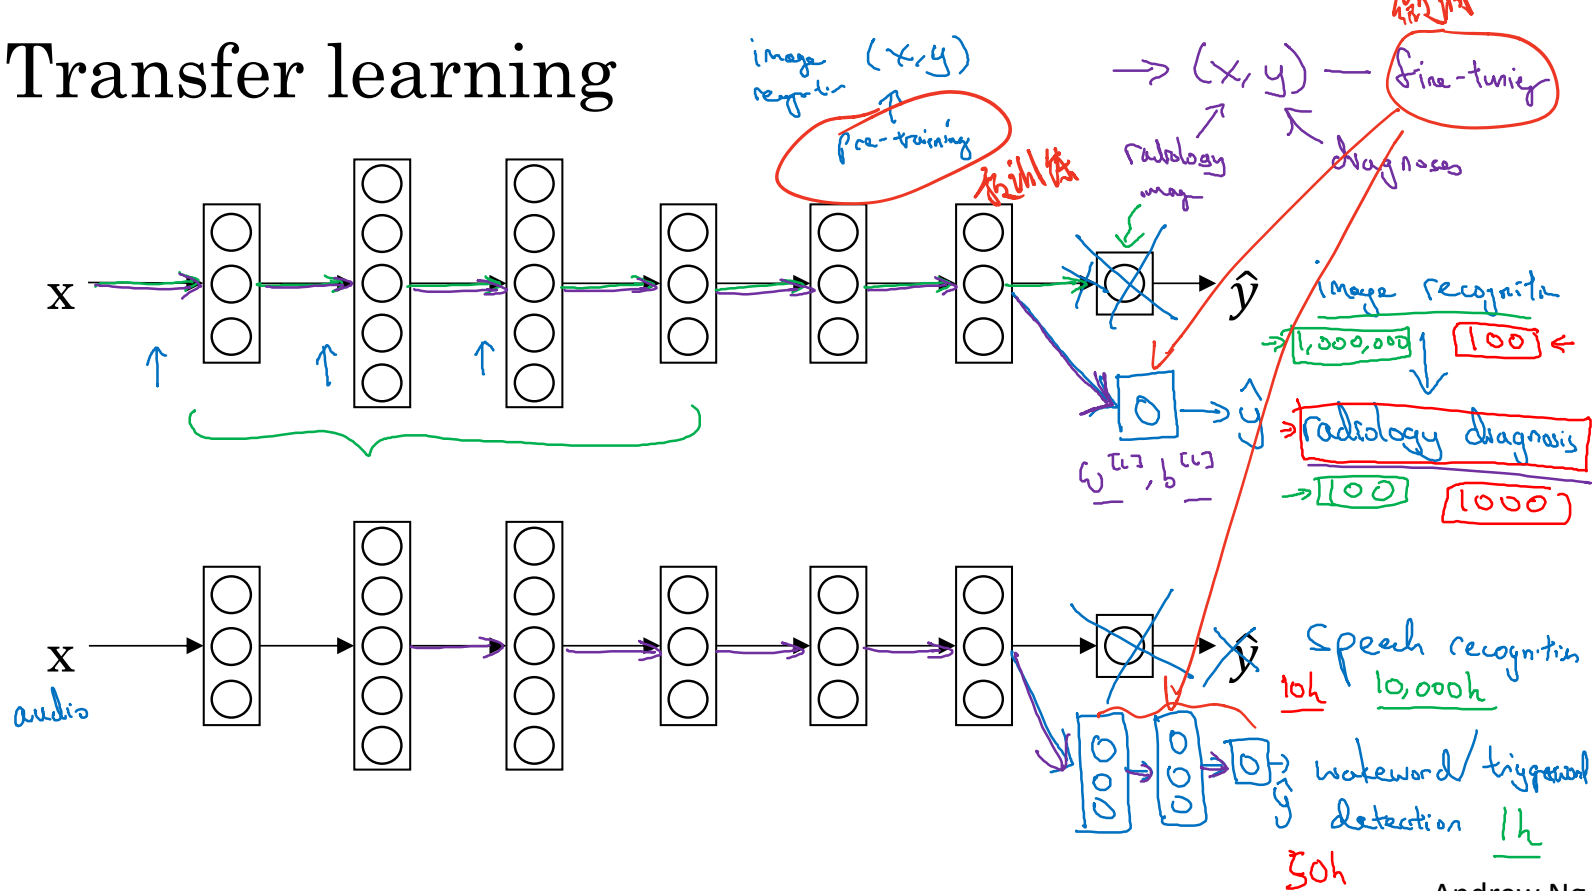 Transfer learning
image (x,y)
recognition
pre-training
预训练
→ (x, y) — fine-tuning
radiology
image
diagnoses
x
ŷ
ŷ
w[L], b[L]
image recognition
1,000,000 100
radiology diagnosis
100 1000
x
audio
ŷ
speech recognition
10h 10,000h
ŷ
wakeword/triggerword
detection 1h
50h
Andrew Ng